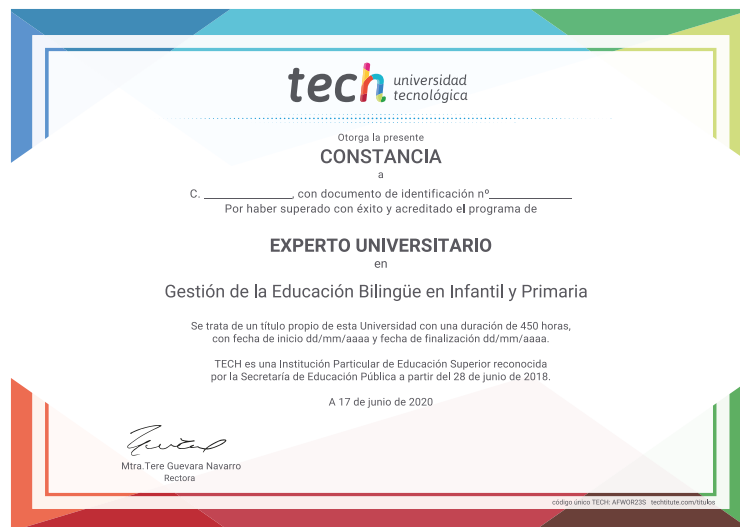 tech universidad
tecnológica
Otorga la presente
CONSTANCIA
a
C. ______________, con documento de identificación nº_____________
Por haber superado con éxito y acreditado el programa de
EXPERTO UNIVERSITARIO
en
Gestión de la Educación Bilingüe en Infantil y Primaria
Se trata de un título propio de esta Universidad con una duración de 450 horas,
con fecha de inicio dd/mm/aaaa y fecha de finalización dd/mm/aaaa.
TECH es una Institución Particular de Educación Superior reconocida
por la Secretaría de Educación Pública a partir del 28 de junio de 2018.
A 17 de junio de 2020
Mtra.Tere Guevara Navarro
Rectora
código único TECH: AFWOR23S techtitute.com/titulos